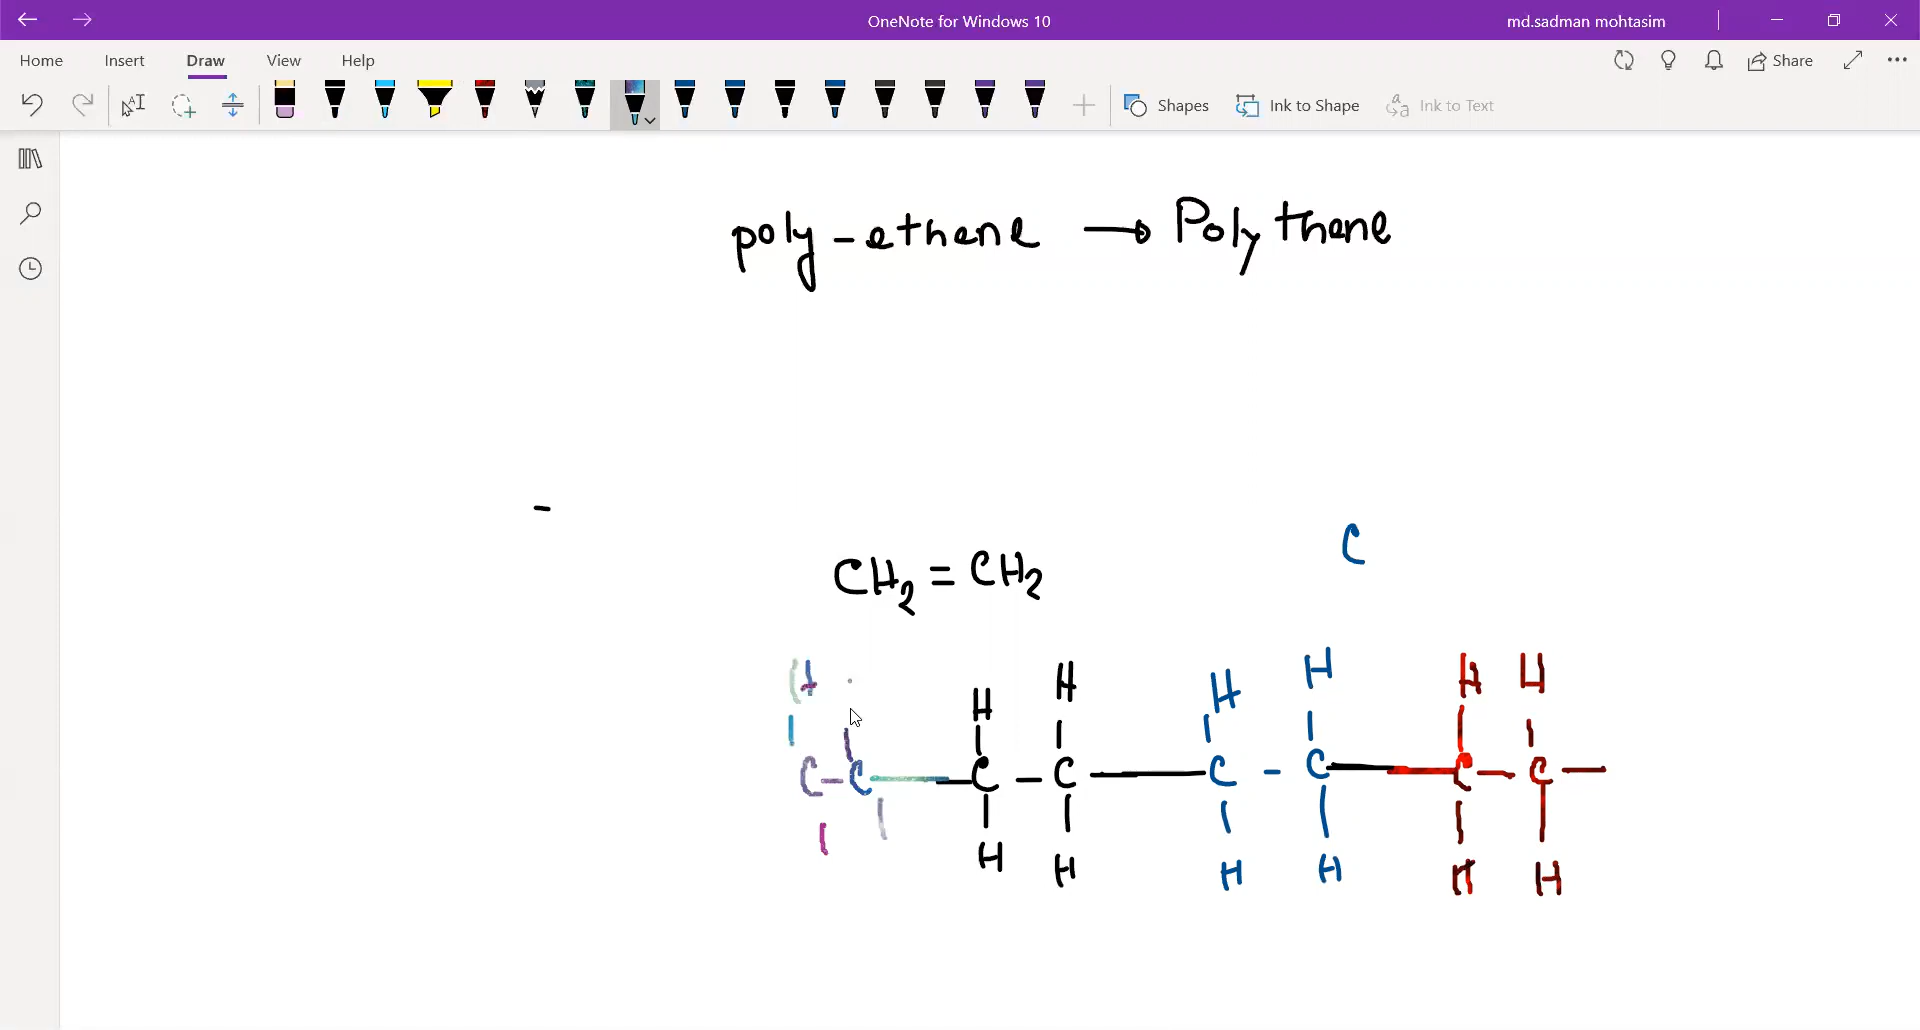 OneNote for Windows 10
md.sadman mohtasim
Home Insert Draw View Help
Share
Shapes Ink to Shape Ink to Text
poly-ethene → Polythene
-
C
CH₂ = CH₂
H H H H H H H
C-C-C-C-C-C-C-C-
H H H H H H